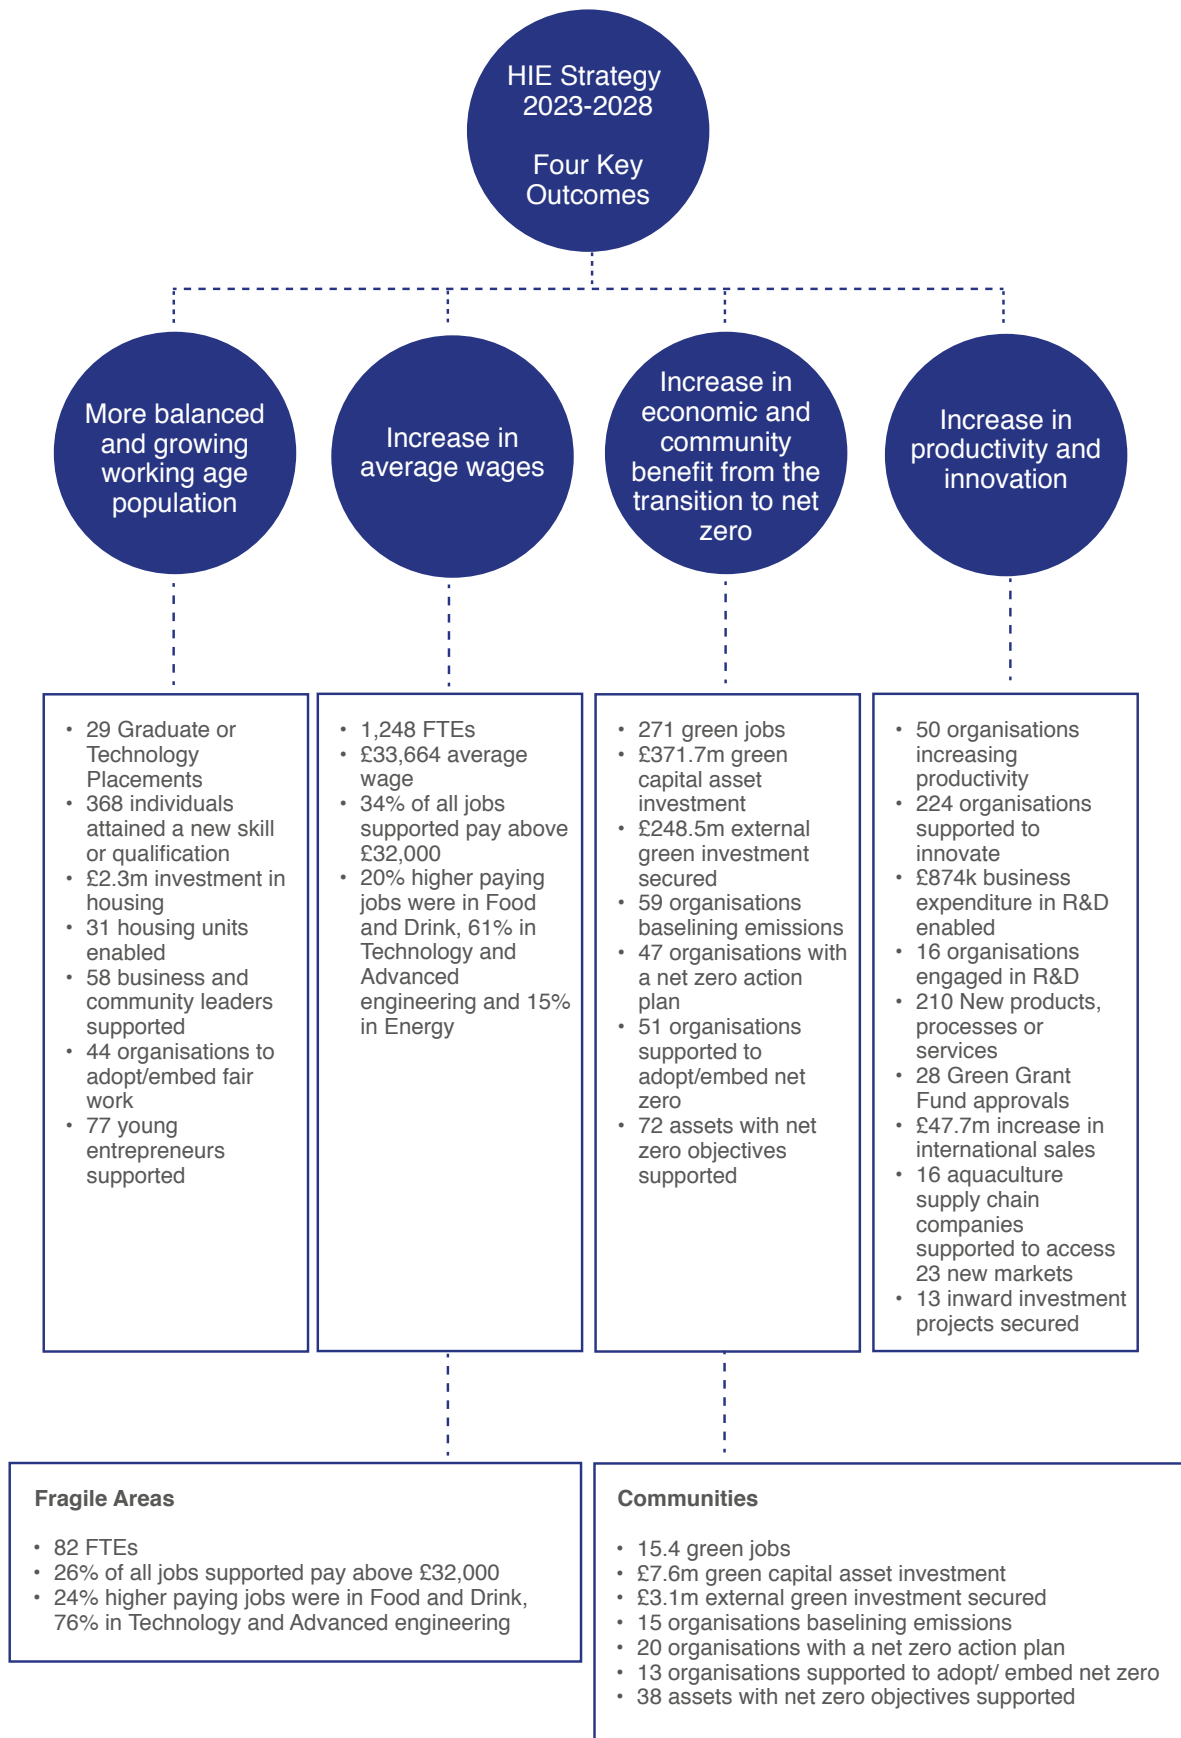 HIE Strategy
2023-2028
Four Key
Outcomes
More balanced
and growing
working age
population
Increase in
average wages
Increase in
economic and
community
benefit from the
transition to net
zero
Increase in
productivity and
innovation
• 29 Graduate or
Technology
Placements
• 368 individuals
attained a new skill
or qualification
• £2.3m investment in
housing
• 31 housing units
enabled
• 58 business and
community leaders
supported
• 44 organisations to
adopt/embed fair
work
• 77 young
entrepreneurs
supported
• 1,248 FTEs
• £33,664 average
wage
• 34% of all jobs
supported pay above
£32,000
• 20% higher paying
jobs were in Food
and Drink, 61% in
Technology and
Advanced
engineering and 15%
in Energy
• 271 green jobs
• £371.7m green
capital asset
investment
• £248.5m external
green investment
secured
• 59 organisations
baselining emissions
• 47 organisations with
a net zero action
plan
• 51 organisations
supported to
adopt/embed net
zero
• 72 assets with net
zero objectives
supported
• 50 organisations
increasing
productivity
• 224 organisations
supported to
innovate
• £874k business
expenditure in R&D
enabled
• 16 organisations
engaged in R&D
• 210 New products,
processes or
services
• 28 Green Grant
Fund approvals
• £47.7m increase in
international sales
• 16 aquaculture
supply chain
companies
supported to access
23 new markets
• 13 inward investment
projects secured
Fragile Areas
• 82 FTEs
• 26% of all jobs supported pay above £32,000
• 24% higher paying jobs were in Food and Drink,
76% in Technology and Advanced engineering
Communities
• 15.4 green jobs
• £7.6m green capital asset investment
• £3.1m external green investment secured
• 15 organisations baselining emissions
• 20 organisations with a net zero action plan
• 13 organisations supported to adopt/ embed net zero
• 38 assets with net zero objectives supported